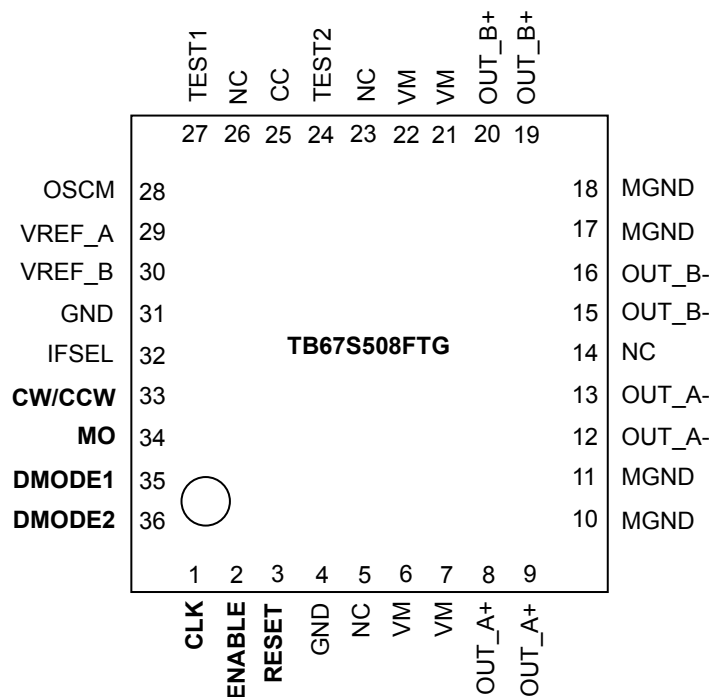 TEST1 NC CC TEST2 NC VM VM OUT_B+ OUT_B+
27 26 25 24 23 22 21 20 19
OSCM 28 18 MGND
VREF_A 29 17 MGND
VREF_B 30 16 OUT_B-
GND 31 15 OUT_B-
IFSEL 32 TB67S508FTG 14 NC
CW/CCW 33 13 OUT_A-
MO 34 12 OUT_A-
DMODE1 35 11 MGND
DMODE2 36 10 MGND
1 2 3 4 5 6 7 8 9
CLK ENABLE RESET GND NC VM VM OUT_A+ OUT_A+